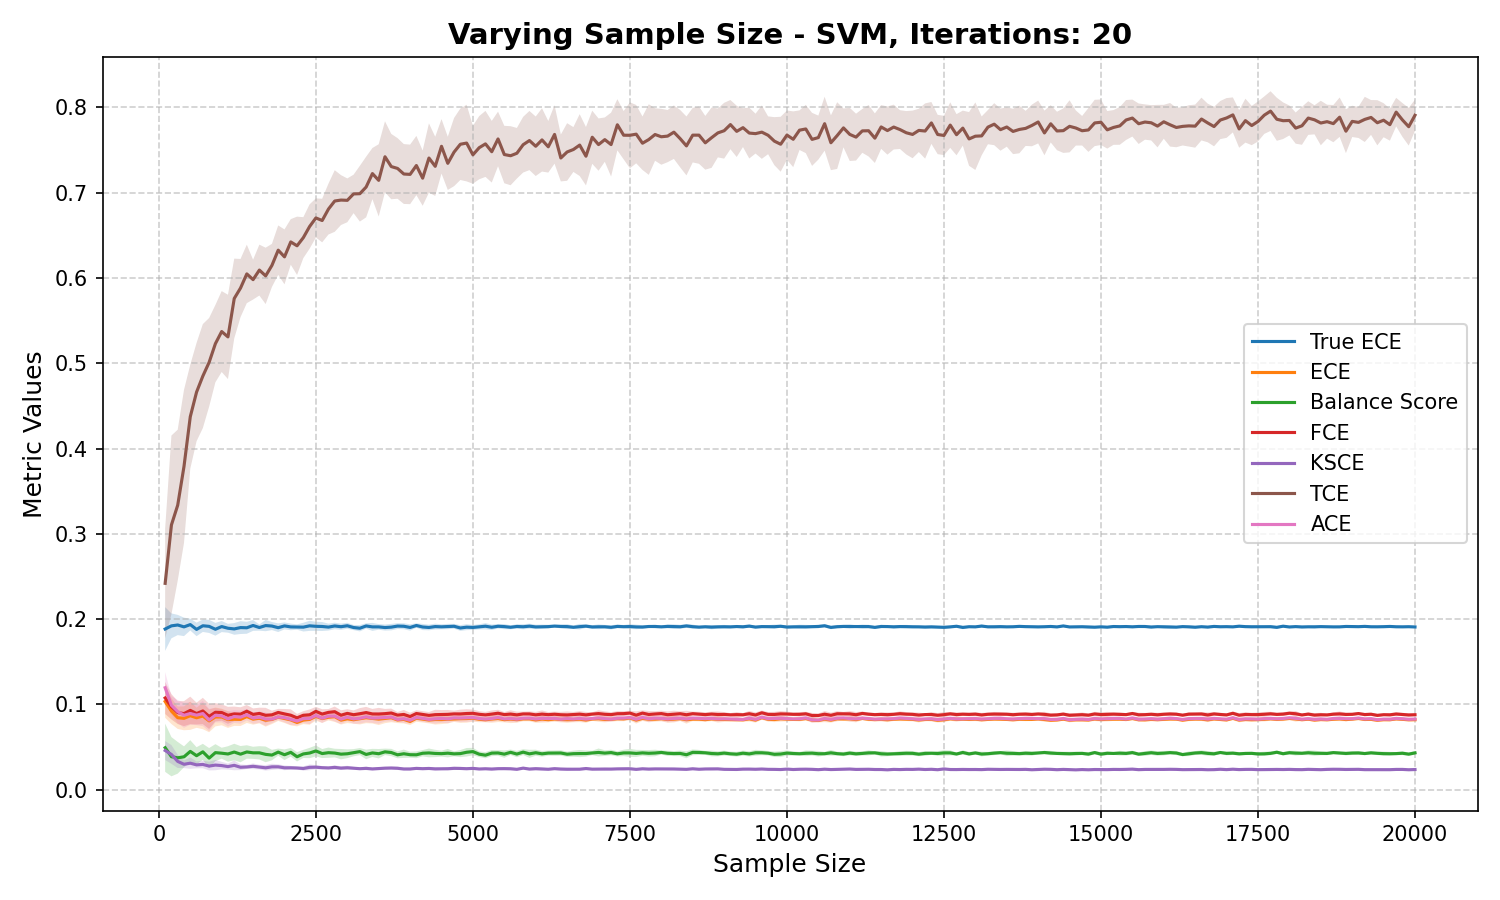 Varying Sample Size - SVM, Iterations: 20
Metric Values
0.8
0.7
0.6
0.5
0.4
0.3
0.2
0.1
0.0
True ECE
ECE
Balance Score
FCE
KSCE
TCE
ACE
0 2500 5000 7500 10000 12500 15000 17500 20000
Sample Size